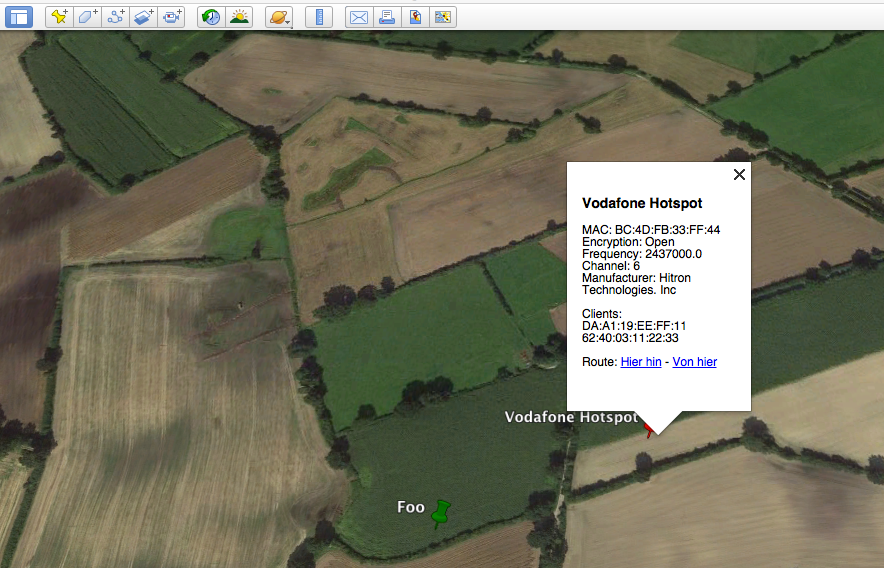 Vodafone Hotspot
MAC: BC:4D:FB:33:FF:44
Encryption: Open
Frequency: 2437000.0
Channel: 6
Manufacturer: Hitron
Technologies. Inc
Clients:
DA:A1:19:EE:FF:11
62:40:03:11:22:33
Route: Hier hin - Von hier
Vodafone Hotspot
Foo